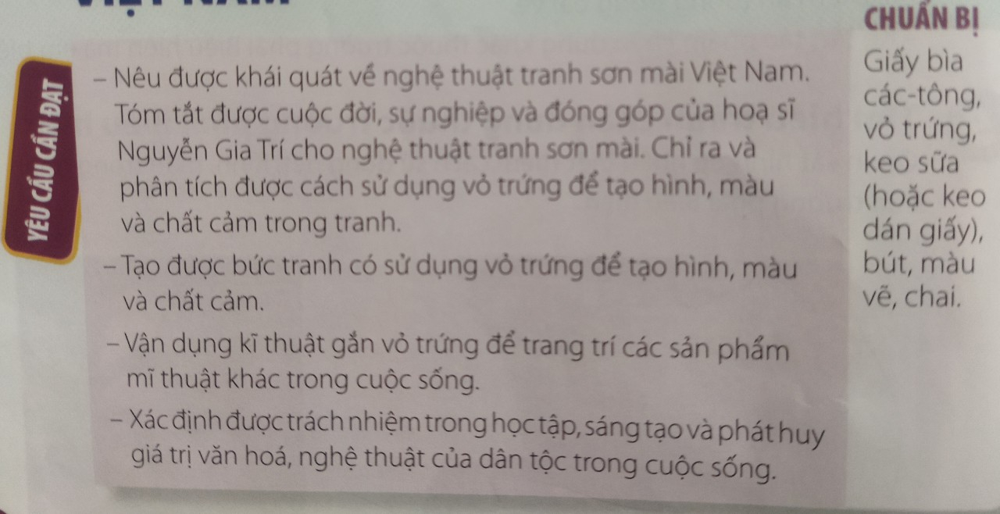 VIỆT NAM
YÊU CẦU CẦN ĐẠT
– Nêu được khái quát về nghệ thuật tranh sơn mài Việt Nam.
Tóm tắt được cuộc đời, sự nghiệp và đóng góp của hoạ sĩ
Nguyễn Gia Trí cho nghệ thuật tranh sơn mài. Chỉ ra và
phân tích được cách sử dụng vỏ trứng để tạo hình, màu
và chất cảm trong tranh.
– Tạo được bức tranh có sử dụng vỏ trứng để tạo hình, màu
và chất cảm.
– Vận dụng kĩ thuật gắn vỏ trứng để trang trí các sản phẩm
mĩ thuật khác trong cuộc sống.
– Xác định được trách nhiệm trong học tập, sáng tạo và phát huy
giá trị văn hoá, nghệ thuật của dân tộc trong cuộc sống.
CHUẨN BỊ
Giấy bìa
các-tông,
vỏ trứng,
keo sữa
(hoặc keo
dán giấy),
bút, màu
vẽ, chai.